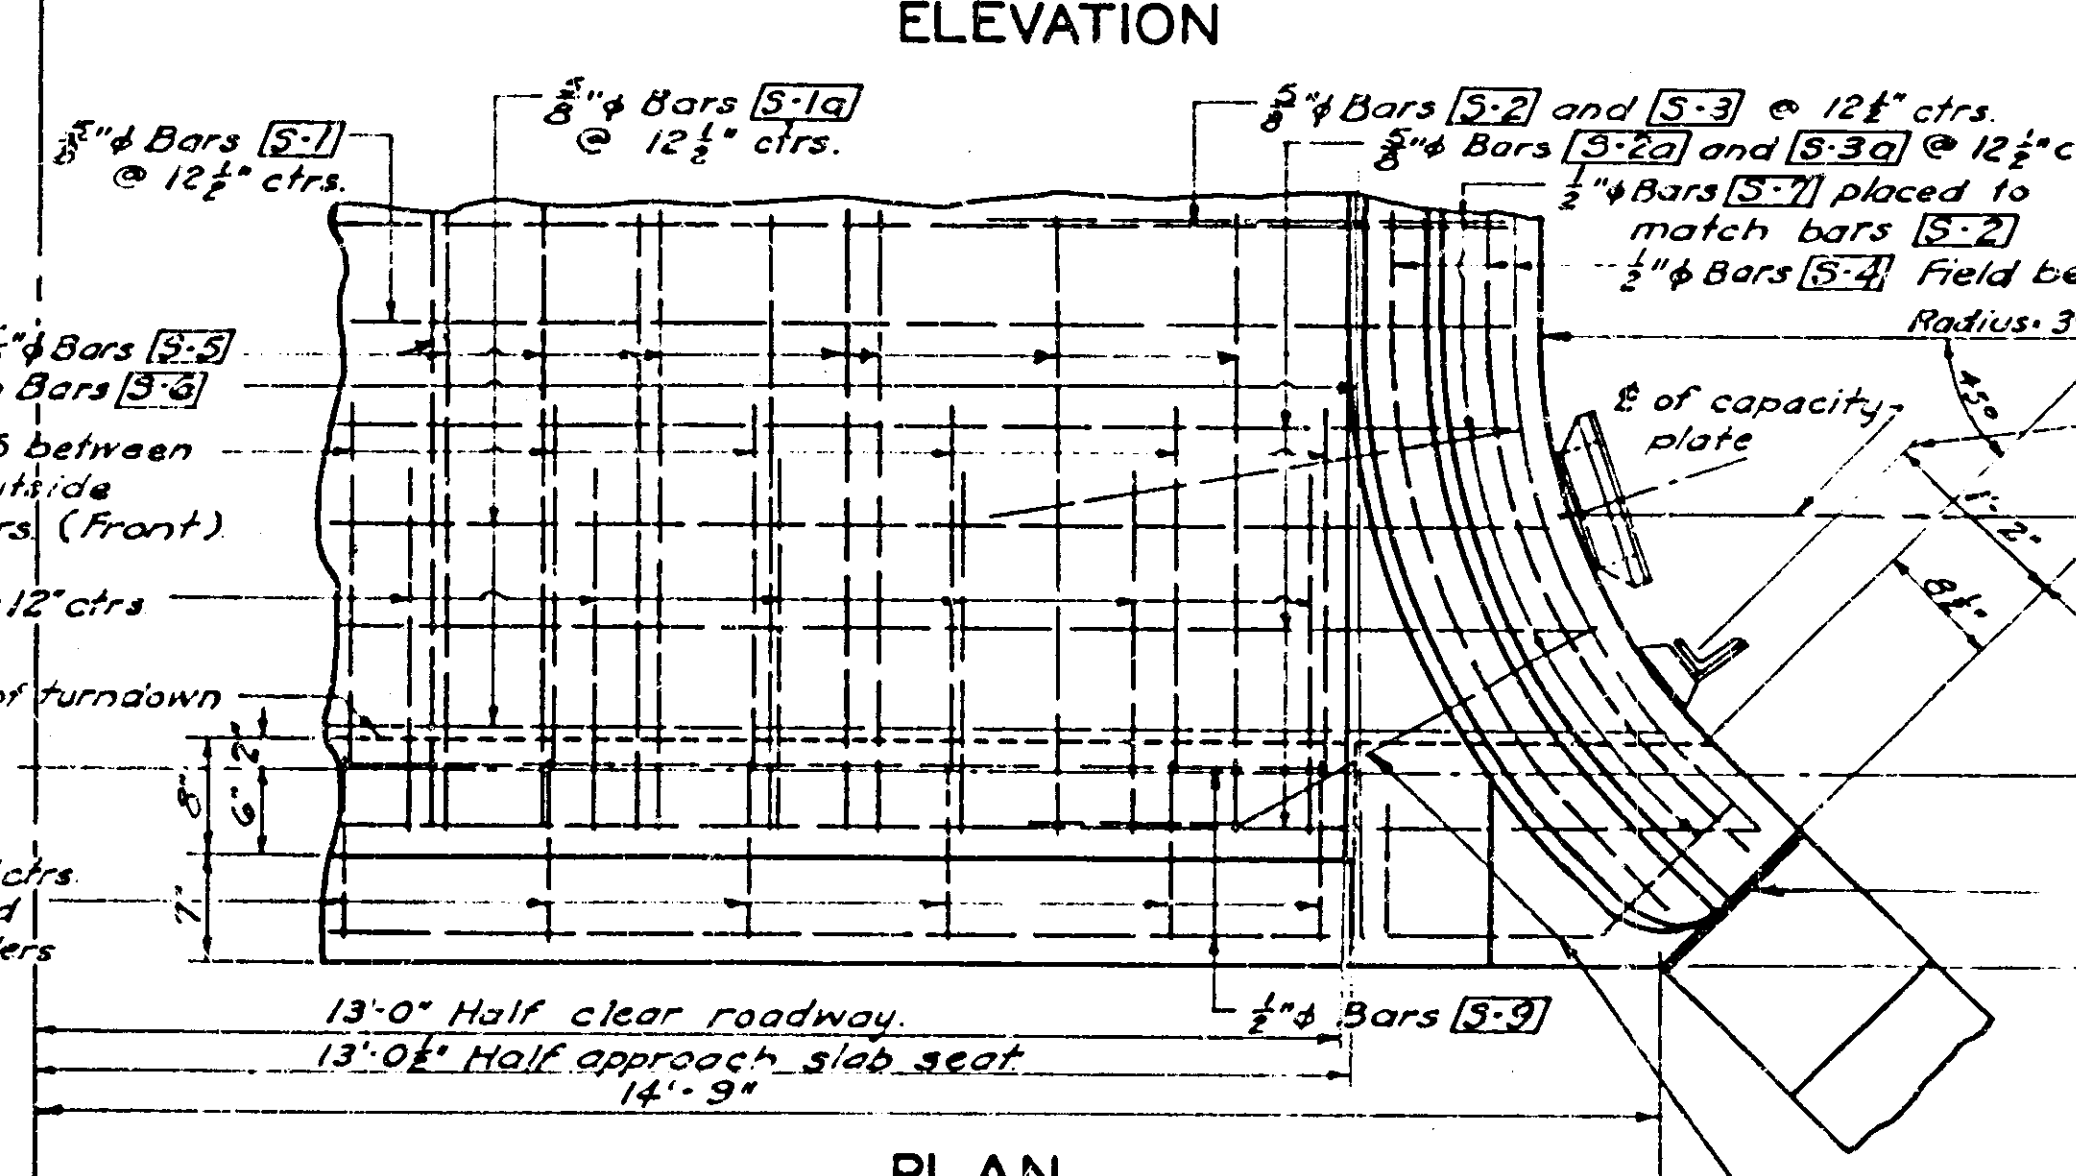 ELEVATION
5/8"ϕ Bars S-1
@ 12 1/2" ctrs.
5/8"ϕ Bars S-1a
@ 12 1/2" ctrs.
5/8"ϕ Bars S-2 and S-3 @ 12 1/2" ctrs.
5/8"ϕ Bars S-2a and S-3a @ 12 1/2" c
1/2"ϕ Bars S-7 placed to
match bars S-2
1/2"ϕ Bars S-4 Field be
Radius = 3
"ϕ Bars S-5
Bars S-6
between
utside
rs. (Front)
12" ctrs
of turndown
℄ of capacity
plate
45°
1'-2"
8 1/2"
2"
8"
6"
7"
ctrs.
d
ers
1/2"ϕ Bars S-9
13'-0" Half clear roadway.
13'-0 1/2" Half approach slab seat
14'-9"
PLAN